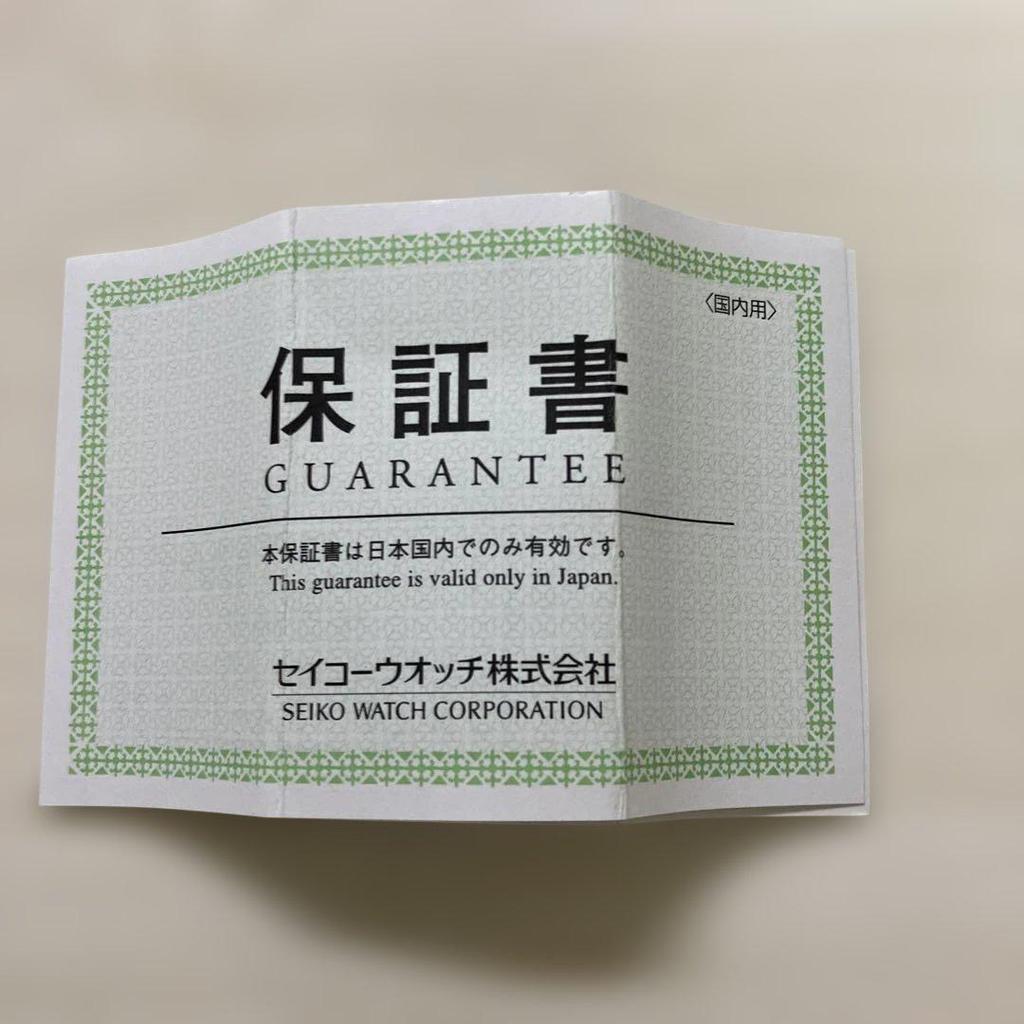 〈国内用〉
保証書
GUARANTEE
本保証書は日本国内でのみ有効です。
This guarantee is valid only in Japan.
セイコーウオッチ株式会社
SEIKO WATCH CORPORATION